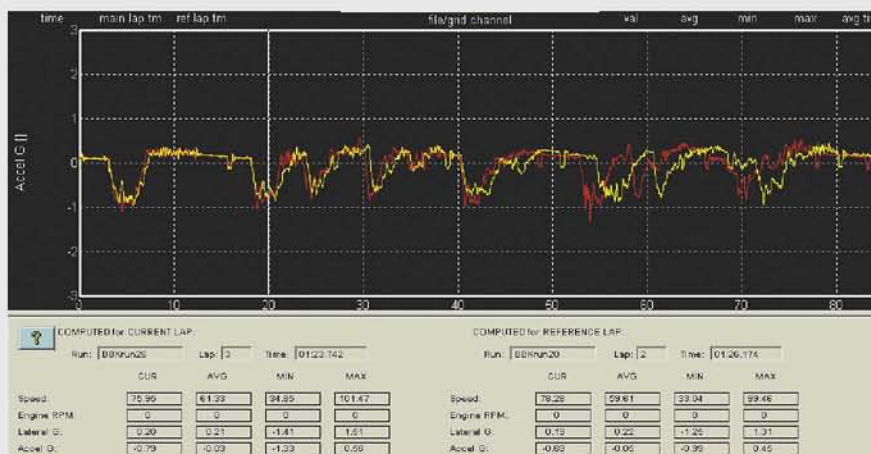 time main lap tm ref lap tm file/grid channel val avg min max avg ti
3
2
1
0
-1
-2
-3
Accel G []
0 10 20 30 40 50 60 70 80
?
COMPUTED for CURRENT LAP:
Run: BBKrun26 Lap: 3 Time: 01:23.742
CUR AVG MIN MAX
Speed: 75.95 61.33 34.85 101.47
Engine RPM: 0 0 0 0
Lateral G: 0.20 0.21 -1.41 1.51
Accel G: -0.79 -0.03 -1.33 0.56
COMPUTED for REFERENCE LAP:
Run: BBKrun20 Lap: 2 Time: 01:26.174
CUR AVG MIN MAX
Speed: 78.28 59.61 33.04 99.46
Engine RPM: 0 0 0 0
Lateral G: 0.19 0.22 -1.26 1.31
Accel G: -0.69 -0.05 -0.99 0.45